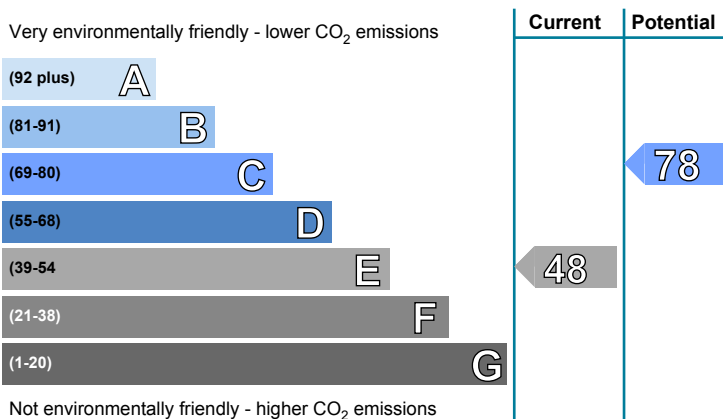 Very environmentally friendly - lower CO₂ emissions
Current
Potential
(92 plus) A
(81-91) B
(69-80) C
78
(55-68) D
(39-54 E
48
(21-38) F
(1-20) G
Not environmentally friendly - higher CO₂ emissions